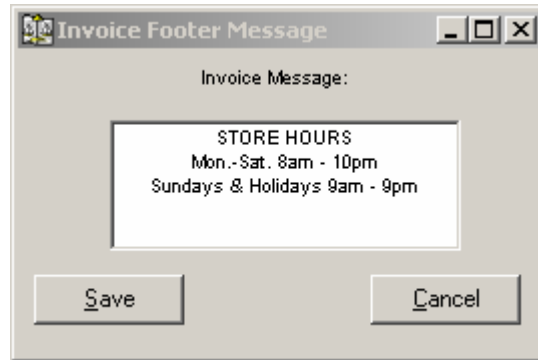 Invoice Footer Message
Invoice Message:
STORE HOURS
Mon.-Sat. 8am - 10pm
Sundays & Holidays 9am - 9pm
Save
Cancel